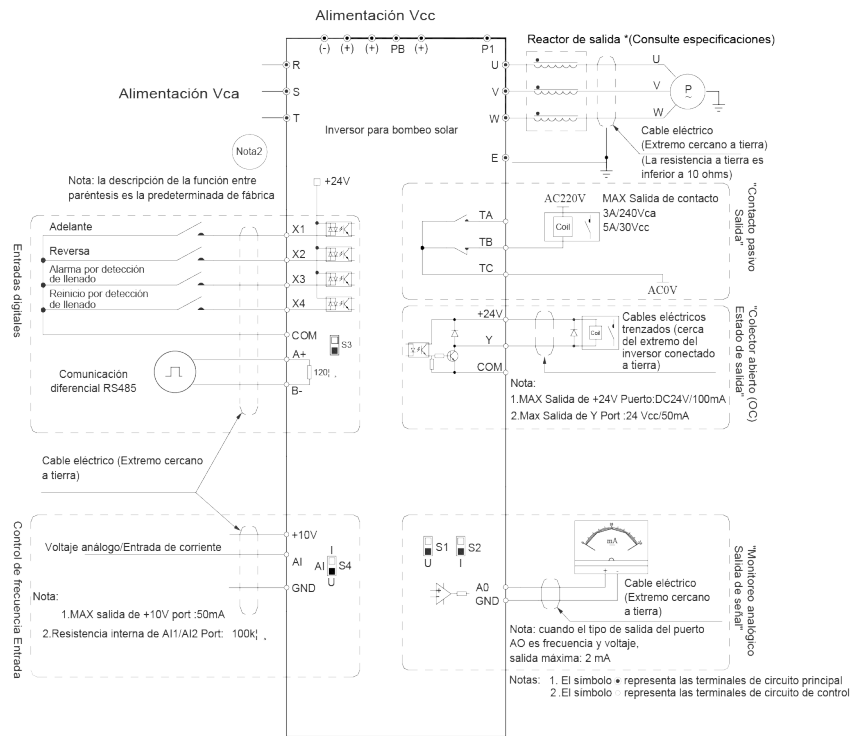 Alimentación Vcc
(-) (+) (+) PB (+) P1
Reactor de salida *(Consulte especificaciones)
R
S
T
Alimentación Vca
Inversor para bombeo solar
U
V
W
E
U
V
W
P
~
Cable eléctrico
(Extremo cercano a tierra)
(La resistencia a tierra es
inferior a 10 ohms)
Nota2
Nota: la descripción de la función entre
paréntesis es la predeterminada de fábrica
+24V
Entradas digitales
Adelante
Reversa
Alarma por detección
de llenado
Reinicio por detección
de llenado
X1
X2
X3
X4
COM
S3
A+
120
B-
Comunicación
diferencial RS485
"Contacto pasivo
Salida"
TA
TB
TC
AC220V
Coil
MAX Salida de contacto
3A/240Vca
5A/30Vcc
AC0V
"Colector abierto (OC)
Estado de salida"
+24V
Y
COM
Coil
Cables eléctricos
trenzados (cerca
del extremo del
inversor conectado
a tierra)
Nota:
1.MAX Salida de +24V Puerto:DC24V/100mA
2.Max Salida de Y Port :24 Vcc/50mA
Cable eléctrico (Extremo cercano
a tierra)
Control de frecuencia Entrada
Voltaje análogo/Entrada de corriente
+10V
AI
GND
I
AI
S4
U
Nota:
1.MAX salida de +10V port :50mA
2.Resistencia interna de AI1/AI2 Port: 100k
"Monitoreo analógico
Salida de señal"
S1
U
S2
I
A0
GND
mA
+ -
Cable eléctrico
(Extremo cercano
a tierra)
Nota: cuando el tipo de salida del puerto
AO es frecuencia y voltaje,
salida máxima: 2 mA
Notas: 1. El símbolo • representa las terminales de circuito principal
2.El símbolo ○ representa las terminales de circuito de control